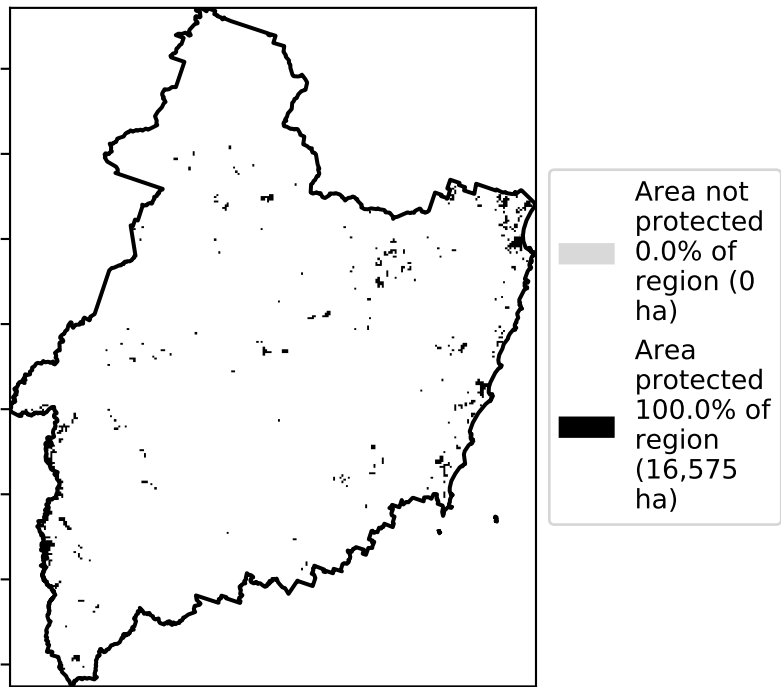 Area not
protected
0.0% of
region (0
ha)
Area
protected
100.0% of
region
(16,575
ha)